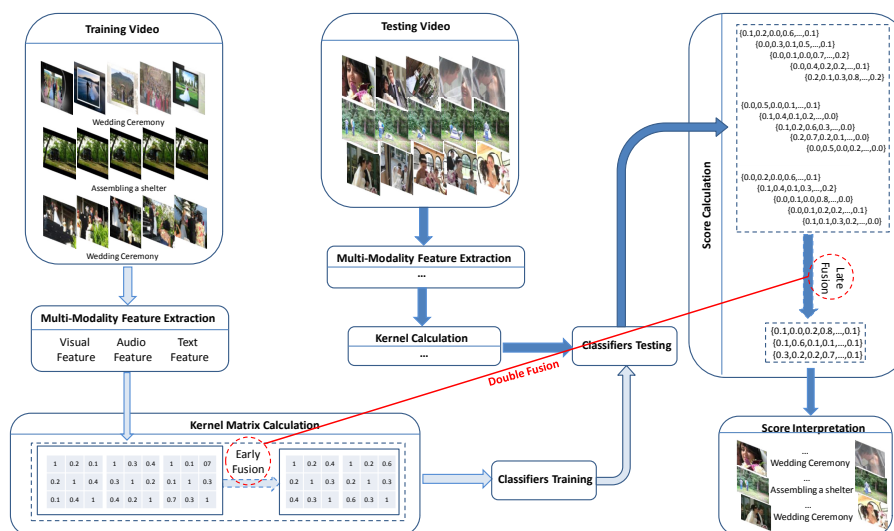 Training Video
Wedding Ceremony
Assembling a shelter
Wedding Ceremony
Multi-Modality Feature Extraction
Visual Audio Text
Feature Feature Feature
Kernel Matrix Calculation
1 0.2 0.1 1 0.3 0.4 1 0.1 07
0.2 1 0.4 0.3 1 0.2 0.1 1 0.3
0.1 0.4 1 0.4 0.2 1 0.7 0.3 1
Early
Fusion
1 0.2 0.4 1 0.2 0.6
0.2 1 0.3 0.2 1 0.3
0.4 0.3 1 0.6 0.3 1
Classifiers Training
Testing Video
Multi-Modality Feature Extraction
...
Kernel Calculation
...
Classifiers Testing
Double Fusion
Score Calculation
{0.1,0.2,0.0,0.6,...,0.1}
{0.0,0.3,0.1,0.5,...,0.1}
{0.0,0.1,0.0,0.7,...,0.2}
{0.0,0.4,0.2,0.2,...,0.1}
{0.2,0.1,0.3,0.8,...,0.2}
{0.0,0.5,0.0,0.1,...,0.1}
{0.1,0.4,0.1,0.2,...,0.0}
{0.1,0.2,0.6,0.3,...,0.0}
{0.2,0.7,0.2,0.1,...,0.0}
{0.0,0.5,0.0,0.2,...,0.0}
{0.0,0.2,0.0,0.6,...,0.1}
{0.1,0.4,0.1,0.3,...,0.2}
{0.0,0.1,0.0,0.8,...,0.0}
{0.0,0.1,0.2,0.2,...,0.1}
{0.1,0.1,0.3,0.2,...,0.0}
Late
Fusion
{0.1,0.0,0.2,0.8,...,0.1}
{0.1,0.6,0.1,0.1,...,0.1}
{0.3,0.2,0.2,0.7,...,0.1}
Score Interpretation
...
Wedding Ceremony
...
Assembling a shelter
...
Wedding Ceremony